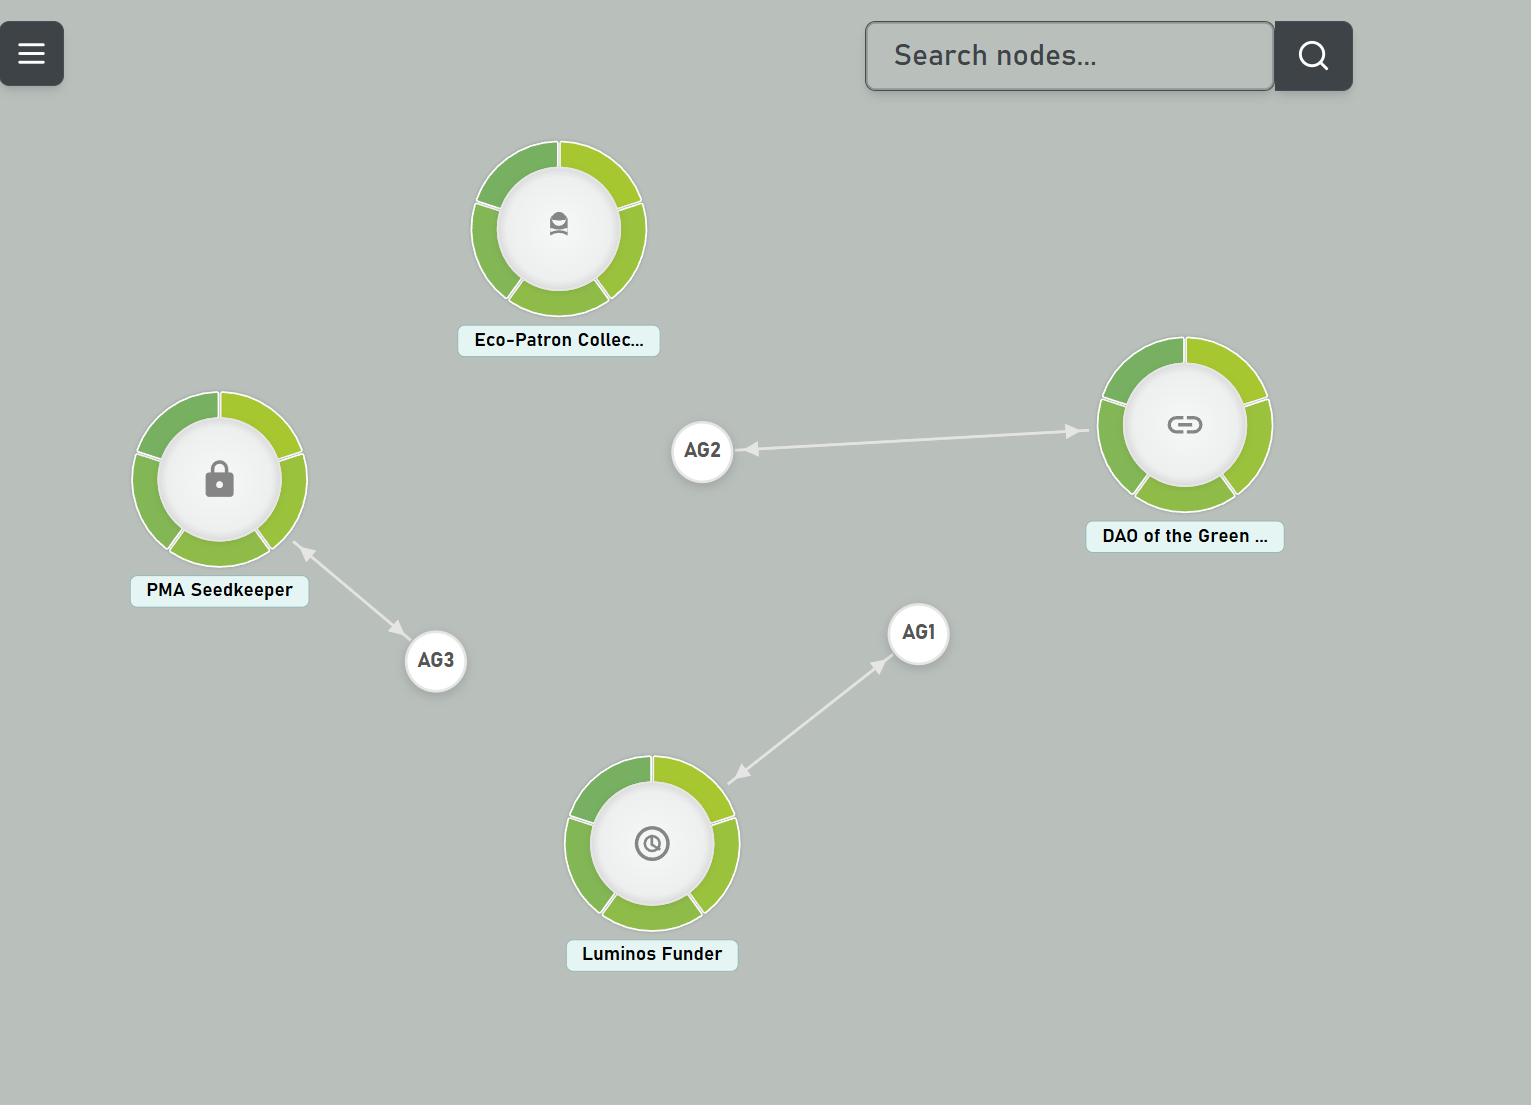 Search nodes...
Eco-Patron Collec...
AG2
DAO of the Green ...
PMA Seedkeeper
AG1
AG3
Luminos Funder